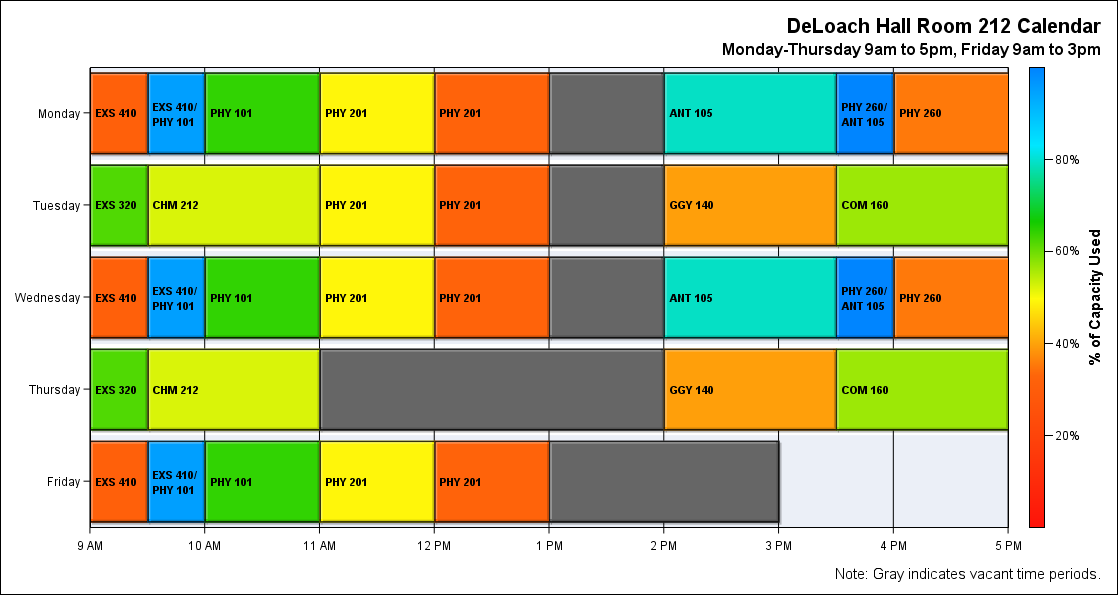 DeLoach Hall Room 212 Calendar
Monday-Thursday 9am to 5pm, Friday 9am to 3pm
Monday
EXS 410
EXS 410/
PHY 101
PHY 101
PHY 201
PHY 201
ANT 105
PHY 260/
ANT 105
PHY 260
Tuesday
EXS 320
CHM 212
PHY 201
PHY 201
GGY 140
COM 160
Wednesday
EXS 410
EXS 410/
PHY 101
PHY 101
PHY 201
PHY 201
ANT 105
PHY 260/
ANT 105
PHY 260
Thursday
EXS 320
CHM 212
GGY 140
COM 160
Friday
EXS 410
EXS 410/
PHY 101
PHY 101
PHY 201
PHY 201
9 AM
10 AM
11 AM
12 PM
1 PM
2 PM
3 PM
4 PM
5 PM
80%
60%
40%
20%
% of Capacity Used
Note: Gray indicates vacant time periods.